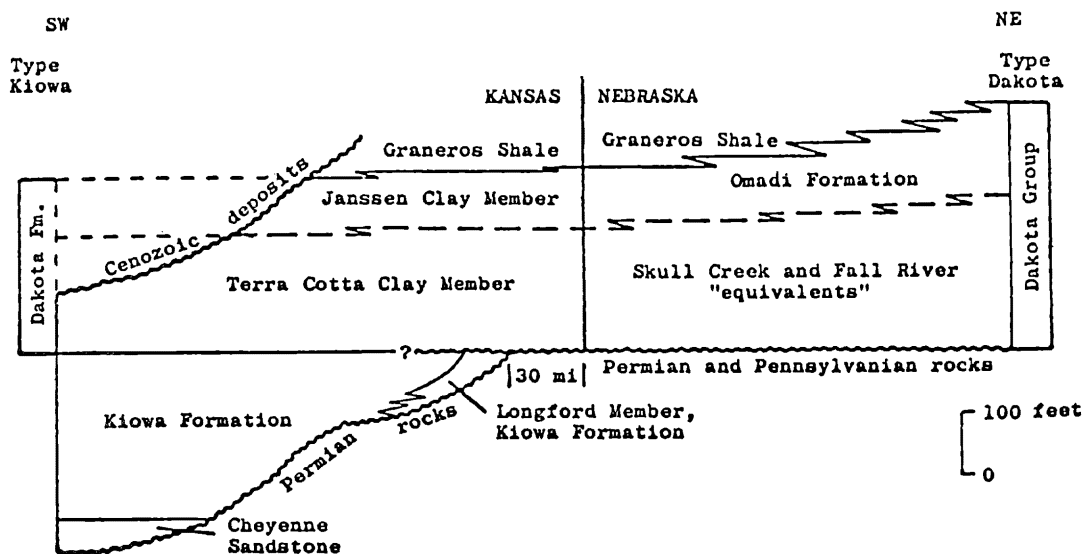 SW
NE
Type
Kiowa
Type
Dakota
KANSAS
NEBRASKA
Graneros Shale
Graneros Shale
Janssen Clay Member
Omadi Formation
Dakota Fm.
Cenozoic deposits
Dakota Group
Terra Cotta Clay Member
Skull Creek and Fall River
"equivalents"
?
30 mi
Permian and Pennsylvanian rocks
Kiowa Formation
Permian rocks
Longford Member,
Kiowa Formation
100 feet
0
Cheyenne
Sandstone